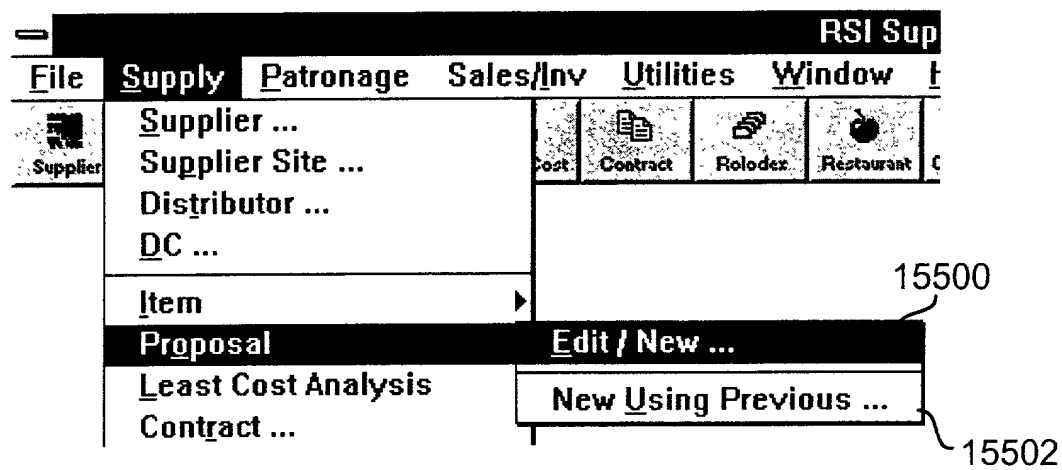 RSI Sup
File Supply Patronage Sales/Inv Utilities Window H
Supplier Cost Contract Rolodex Restaurant
Supplier ...
Supplier Site ...
Distributor ...
DC ...
Item
Proposal
Least Cost Analysis
Contract ...
15500
Edit / New ...
New Using Previous ...
15502